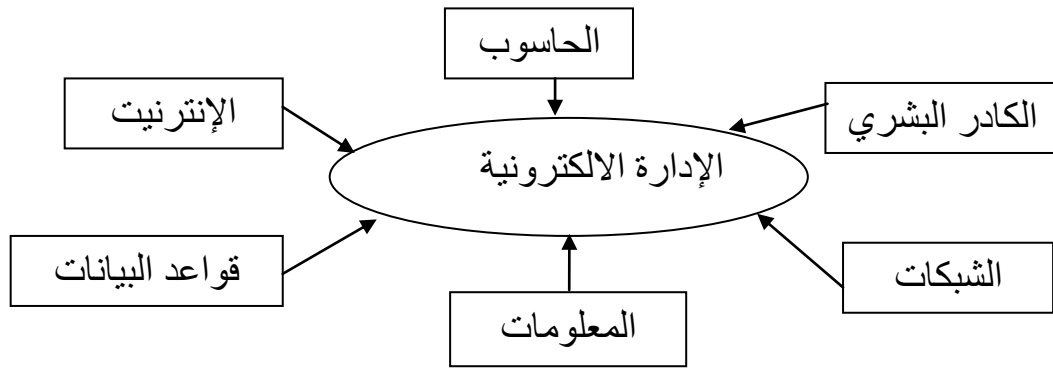 الحاسوب
الكادر البشري
الإنترنيت
الإدارة الالكترونية
الشبكات
قواعد البيانات
المعلومات